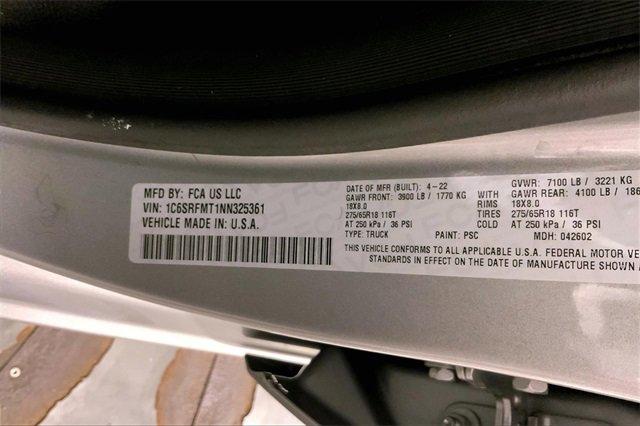 MFD BY: FCA US LLC
VIN: 1C6SRFMT1NN325361
VEHICLE MADE IN: U.S.A.
DATE OF MFR (BUILT): 4-22 GVWR: 7100 LB / 3221 KG
GAWR FRONT: 3900 LB / 1770 KG WITH GAWR REAR: 4100 LB / 186
18X8.0 RIMS 18X8.0
275/65R18 116T TIRES 275/65R18 116T
AT 250 kPa / 36 PSI COLD AT 250 kPa / 36 PSI
TYPE: TRUCK PAINT: PSC MDH: 042602
THIS VEHICLE CONFORMS TO ALL APPLICABLE U.S.A. FEDERAL MOTOR VE
STANDARDS IN EFFECT ON THE DATE OF MANUFACTURE SHOWN